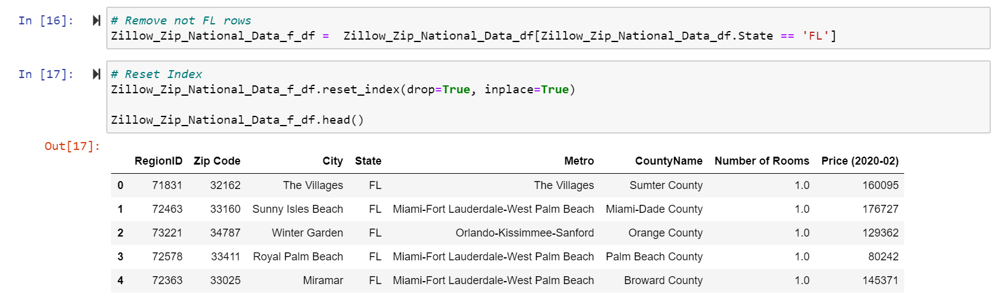 In [16]:
# Remove not FL rows
Zillow_Zip_National_Data_f_df =  Zillow_Zip_National_Data_df[Zillow_Zip_National_Data_df.State == 'FL']
In [17]:
# Reset Index
Zillow_Zip_National_Data_f_df.reset_index(drop=True, inplace=True)
Zillow_Zip_National_Data_f_df.head()
Out[17]:
RegionID Zip Code City State Metro CountyName Number of Rooms Price (2020-02)
0 71831 32162 The Villages FL The Villages Sumter County 1.0 160095
1 72463 33160 Sunny Isles Beach FL Miami-Fort Lauderdale-West Palm Beach Miami-Dade County 1.0 176727
2 73221 34787 Winter Garden FL Orlando-Kissimmee-Sanford Orange County 1.0 129362
3 72578 33411 Royal Palm Beach FL Miami-Fort Lauderdale-West Palm Beach Palm Beach County 1.0 80242
4 72363 33025 Miramar FL Miami-Fort Lauderdale-West Palm Beach Broward County 1.0 145371